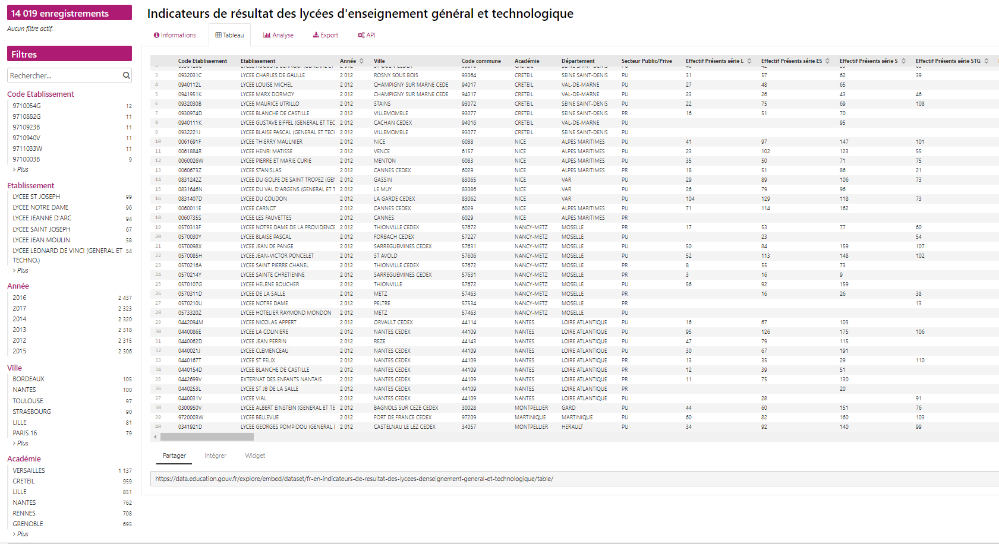 14 019 enregistrements
Aucun filtre actif.
Filtres
Rechercher...
Code Etablissement
9710054G 12
9710882G 11
9710923B 11
9710940V 11
9711033W 11
9710003B 9
> Plus
Etablissement
LYCEE ST JOSEPH 99
LYCEE NOTRE DAME 96
LYCEE JEANNE D'ARC 94
LYCEE SAINT JOSEPH 67
LYCEE JEAN MOULIN 58
LYCEE LEONARD DE VINCI (GENERAL ET 54
TECHNO.)
> Plus
Année
2016 2 437
2017 2 323
2014 2 320
2013 2 318
2012 2 315
2015 2 306
Ville
BORDEAUX 105
NANTES 100
TOULOUSE 97
STRASBOURG 90
LILLE 81
PARIS 16 79
> Plus
Académie
VERSAILLES 1 137
CRETEIL 959
LILLE 851
NANTES 762
RENNES 708
GRENOBLE 695
> Plus
Indicateurs de résultat des lycées d'enseignement général et technologique
Informations Tableau Analyse Export API
Code Etablissement Etablissement Année Ville Code commune Académie Département Secteur Public/Prive Effectif Présents série L Effectif Présents série ES Effectif Présents série S Effectif Présents série STG
3 0932031C LYCEE CHARLES DE GAULLE 2 012 ROSNY SOUS BOIS 93064 CRETEIL SEINE SAINT-DENIS PU 31 57 62 39
4 0940112L LYCEE LOUISE MICHEL 2 012 CHAMPIGNY SUR MARNE CEDE 94017 CRETEIL VAL-DE-MARNE PU 27 48 65
5 0941951K LYCEE MARX DORMOY 2 012 CHAMPIGNY SUR MARNE CEDE 94017 CRETEIL VAL-DE-MARNE PU 23 26 43 46
6 0932030B LYCEE MAURICE UTRILLO 2 012 STAINS 93072 CRETEIL SEINE SAINT-DENIS PU 22 75 69 108
7 0930974D LYCEE BLANCHE DE CASTILLE 2 012 VILLEMOMBLE 93077 CRETEIL SEINE SAINT-DENIS PR 16 51 70
8 0940111K LYCEE GUSTAVE EIFFEL (GENERAL ET TEC 2 012 CACHAN CEDEX 94016 CRETEIL VAL-DE-MARNE PU 95
9 0932221J LYCEE BLAISE PASCAL (GENERAL ET TECH 2 012 VILLEMOMBLE 93077 CRETEIL SEINE SAINT-DENIS PU
10 0061691F LYCEE THIERRY MAULNIER 2 012 NICE 6088 NICE ALPES MARITIMES PU 41 97 147 101
11 0061884R LYCEE HENRI MATISSE 2 012 VENCE 6157 NICE ALPES MARITIMES PU 23 102 123 55
12 0060026W LYCEE PIERRE ET MARIE CURIE 2 012 MENTON 6083 NICE ALPES MARITIMES PU 35 50 71 75
13 0060673Z LYCEE STANISLAS 2 012 CANNES CEDEX 6029 NICE ALPES MARITIMES PR 18 51 86 21
14 0831242Z LYCEE DU GOLFE DE SAINT TROPEZ (GEI 2 012 GASSIN 83065 NICE VAR PU 29 89 106 73
15 0831646N LYCEE DU VAL D'ARGENS (GENERAL ET T 2 012 LE MUY 83086 NICE VAR PU 26 79 96
16 0831407D LYCEE DU COUDON 2 012 LA GARDE CEDEX 83062 NICE VAR PU 104 129 118 73
17 0060011E LYCEE CARNOT 2 012 CANNES CEDEX 6029 NICE ALPES MARITIMES PU 71 114 162
18 0060735S LYCEE LES FAUVETTES 2 012 CANNES 6029 NICE ALPES MARITIMES PR
19 0570313F LYCEE NOTRE DAME DE LA PROVIDENCE 2 012 THIONVILLE CEDEX 57672 NANCY-METZ MOSELLE PR 17 53 77 60
20 0570030Y LYCEE BLAISE PASCAL 2 012 FORBACH CEDEX 57227 NANCY-METZ MOSELLE PU 23 54
21 0570098X LYCEE JEAN DE PANGE 2 012 SARREGUEMINES CEDEX 57631 NANCY-METZ MOSELLE PU 50 84 159 107
22 0570085H LYCEE JEAN-VICTOR PONCELET 2 012 ST AVOLD 57606 NANCY-METZ MOSELLE PU 52 113 148 102
23 0570216A LYCEE SAINT PIERRE CHANEL 2 012 THIONVILLE CEDEX 57672 NANCY-METZ MOSELLE PR 8 55 73
24 0570214Y LYCEE SAINTE CHRETIENNE 2 012 SARREGUEMINES CEDEX 57631 NANCY-METZ MOSELLE PR 3 16 9
25 0570107G LYCEE HELENE BOUCHER 2 012 THIONVILLE 57672 NANCY-METZ MOSELLE PU 56 92 159
26 0570311D LYCEE DE LA SALLE 2 012 METZ 57463 NANCY-METZ MOSELLE PR 16 26 38
27 0570210U LYCEE NOTRE DAME 2 012 PELTRE 57534 NANCY-METZ MOSELLE PR 13
28 0573320Z LYCEE HOTELIER RAYMOND MONDON 2 012 METZ 57463 NANCY-METZ MOSELLE PU
29 0442094M LYCEE NICOLAS APPERT 2 012 ORVAULT CEDEX 44114 NANTES LOIRE ATLANTIQUE PU 16 67 103
30 0440086E LYCEE LA COLINIERE 2 012 NANTES CEDEX 44109 NANTES LOIRE ATLANTIQUE PU 95 126 175 106
31 0440062D LYCEE JEAN PERRIN 2 012 REZE 44143 NANTES LOIRE ATLANTIQUE PU 47 79 115
32 0440021J LYCEE CLEMENCEAU 2 012 NANTES CEDEX 44109 NANTES LOIRE ATLANTIQUE PU 30 67 191
33 0440167T LYCEE ST FELIX 2 012 NANTES CEDEX 44109 NANTES LOIRE ATLANTIQUE PR 13 35 29 110
34 0440154D LYCEE BLANCHE DE CASTILLE 2 012 NANTES CEDEX 44109 NANTES LOIRE ATLANTIQUE PR 12 39 51
35 0442699V EXTERNAT DES ENFANTS NANTAIS 2 012 NANTES CEDEX 44109 NANTES LOIRE ATLANTIQUE PR 11 75 130
36 0440253L LYCEE ST JB DE LA SALLE 2 012 NANTES CEDEX 44109 NANTES LOIRE ATLANTIQUE PR 20
37 0440031V LYCEE VIAL 2 012 NANTES CEDEX 44109 NANTES LOIRE ATLANTIQUE PU 28 91
38 0300950V LYCEE ALBERT EINSTEIN (GENERAL ET TE 2 012 BAGNOLS SUR CEZE CEDEX 30028 MONTPELLIER GARD PU 44 60 151 76
39 9720003W LYCEE BELLEVUE 2 012 FORT DE FRANCE CEDEX 97209 MARTINIQUE MARTINIQUE PU 60 82 160 103
40 0341921D LYCEE GEORGES POMPIDOU (GENERAL 2 012 CASTELNAU LE LEZ CEDEX 34057 MONTPELLIER HERAULT PU 34 92 140 99
Partager Intégrer Widget
https://data.education.gouv.fr/explore/embed/dataset/fr-en-indicateurs-de-resultat-des-lycees-denseignement-general-et-technologique/table/